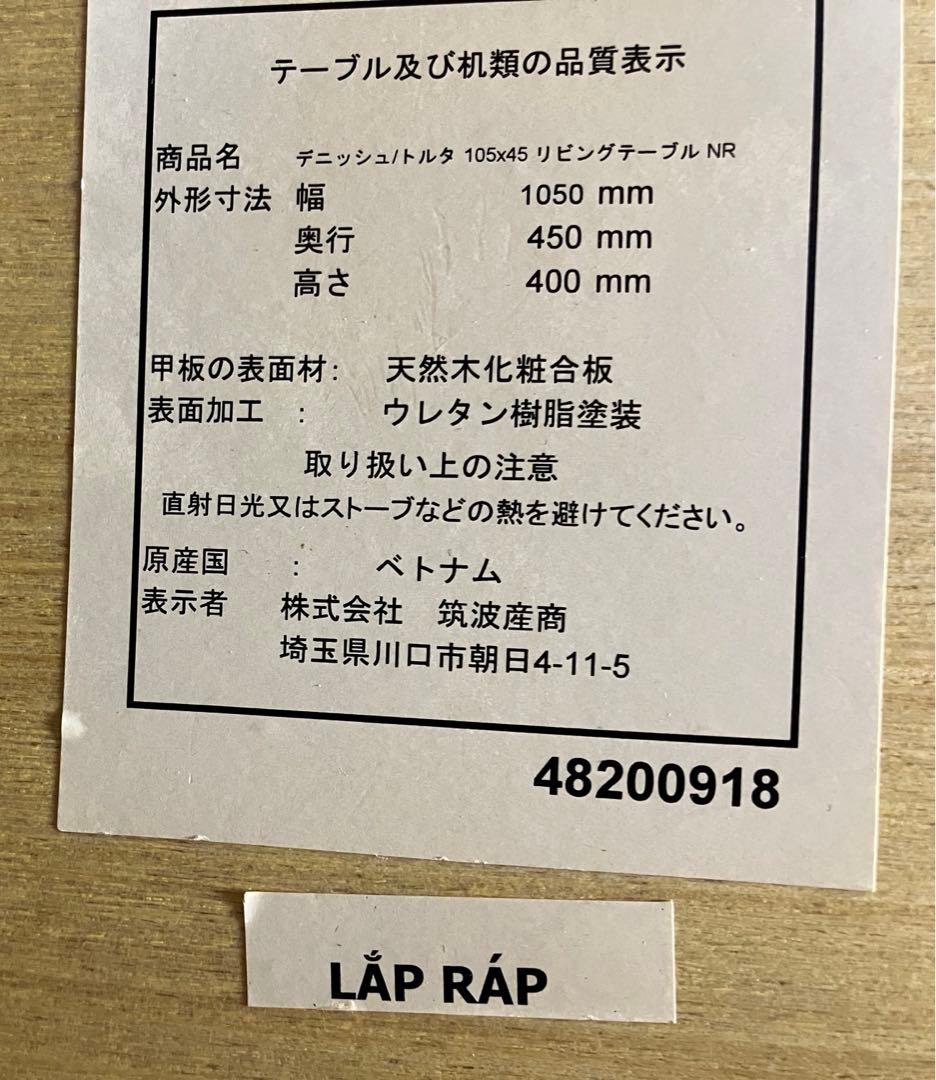 テーブル及び机類の品質表示
商品名 デニッシュ/トルタ 105x45 リビングテーブル NR
外形寸法 幅 1050 mm
奥行 450 mm
高さ 400 mm
甲板の表面材: 天然木化粧合板
表面加工 : ウレタン樹脂塗装
取り扱い上の注意
直射日光又はストーブなどの熱を避けてください。
原産国 : ベトナム
表示者 株式会社 筑波産商
埼玉県川口市朝日4-11-5
48200918
LẮP RÁP